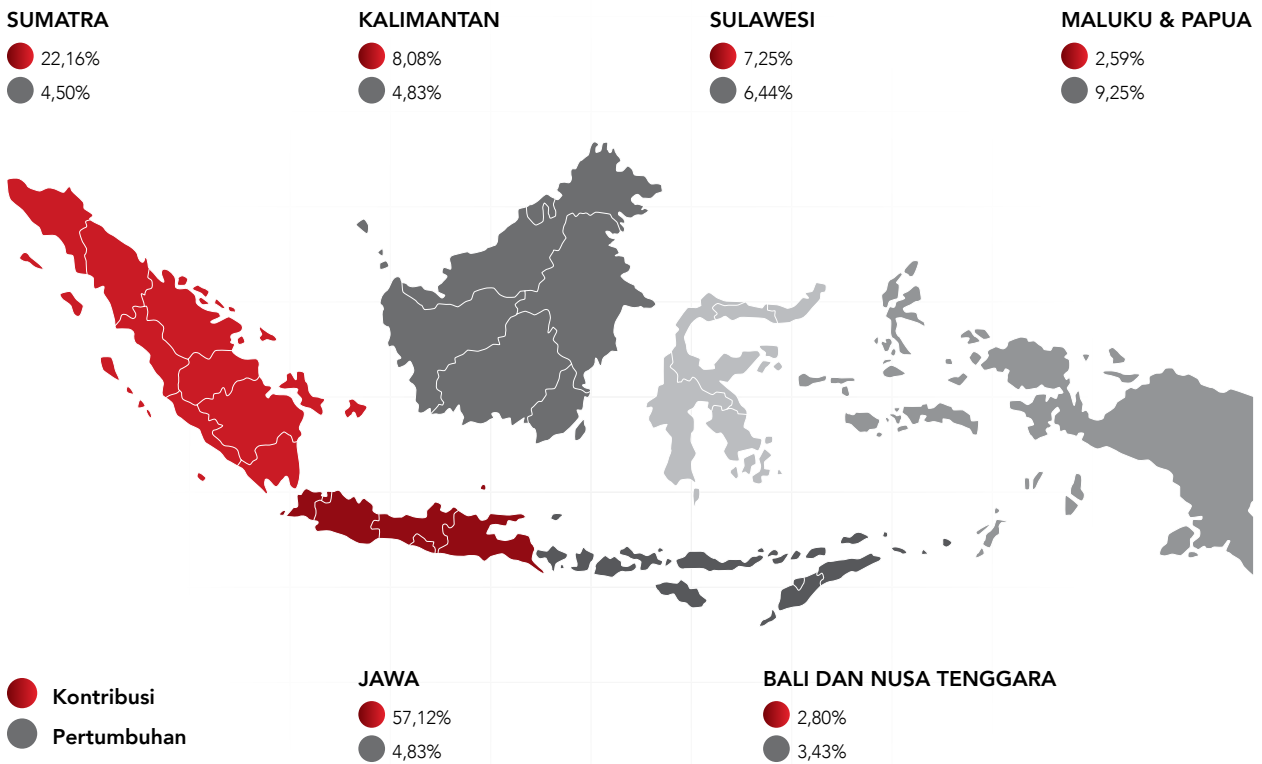 SUMATRA
22,16%
4,50%
KALIMANTAN
8,08%
4,83%
SULAWESI
7,25%
6,44%
MALUKU & PAPUA
2,59%
9,25%
Kontribusi
Pertumbuhan
JAWA
57,12%
4,83%
BALI DAN NUSA TENGGARA
2,80%
3,43%